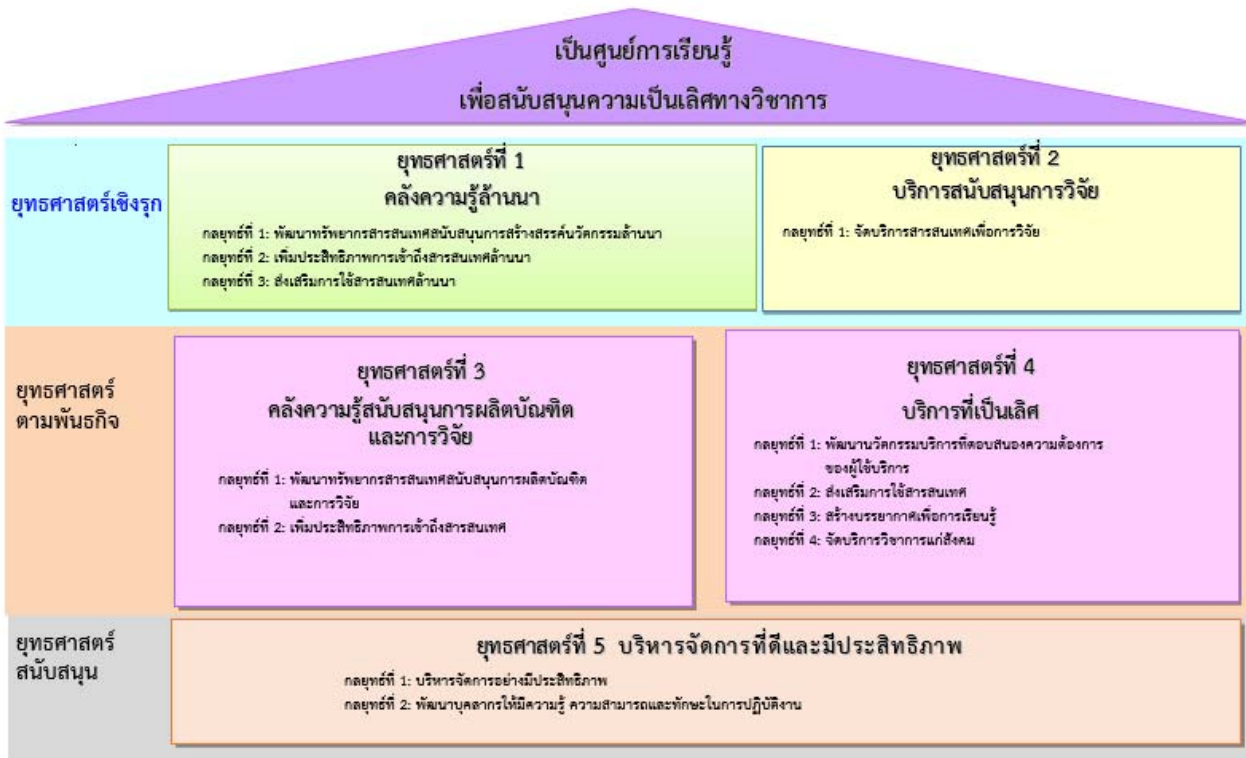 เป็นศูนย์การเรียนรู้
เพื่อสนับสนุนความเป็นเลิศทางวิชาการ
ยุทธศาสตร์เชิงรุก
ยุทธศาสตร์ที่ 1
คลังความรู้ล้านนา
กลยุทธ์ที่ 1: พัฒนาทรัพยากรสารสนเทศสนับสนุนการสร้างสรรค์นวัตกรรมล้านนา
กลยุทธ์ที่ 2: เพิ่มประสิทธิภาพการเข้าถึงสารสนเทศล้านนา
กลยุทธ์ที่ 3: ส่งเสริมการใช้สารสนเทศล้านนา
ยุทธศาสตร์ที่ 2
บริการสนับสนุนการวิจัย
กลยุทธ์ที่ 1: จัดบริการสารสนเทศเพื่อการวิจัย
ยุทธศาสตร์
ตามพันธกิจ
ยุทธศาสตร์ที่ 3
คลังความรู้สนับสนุนการผลิตบัณฑิต
และการวิจัย
กลยุทธ์ที่ 1: พัฒนาทรัพยากรสารสนเทศสนับสนุนการผลิตบัณฑิต
และการวิจัย
กลยุทธ์ที่ 2: เพิ่มประสิทธิภาพการเข้าถึงสารสนเทศ
ยุทธศาสตร์ที่ 4
บริการที่เป็นเลิศ
กลยุทธ์ที่ 1: พัฒนานวัตกรรมบริการที่ตอบสนองความต้องการ
ของผู้ใช้บริการ
กลยุทธ์ที่ 2: ส่งเสริมการใช้สารสนเทศ
กลยุทธ์ที่ 3: สร้างบรรยากาศเพื่อการเรียนรู้
กลยุทธ์ที่ 4: จัดบริการวิชาการแก่สังคม
ยุทธศาสตร์
สนับสนุน
ยุทธศาสตร์ที่ 5 บริหารจัดการที่ดีและมีประสิทธิภาพ
กลยุทธ์ที่ 1: บริหารจัดการอย่างมีประสิทธิภาพ
กลยุทธ์ที่ 2: พัฒนาบุคลากรให้มีความรู้ ความสามารถและทักษะในการปฏิบัติงาน